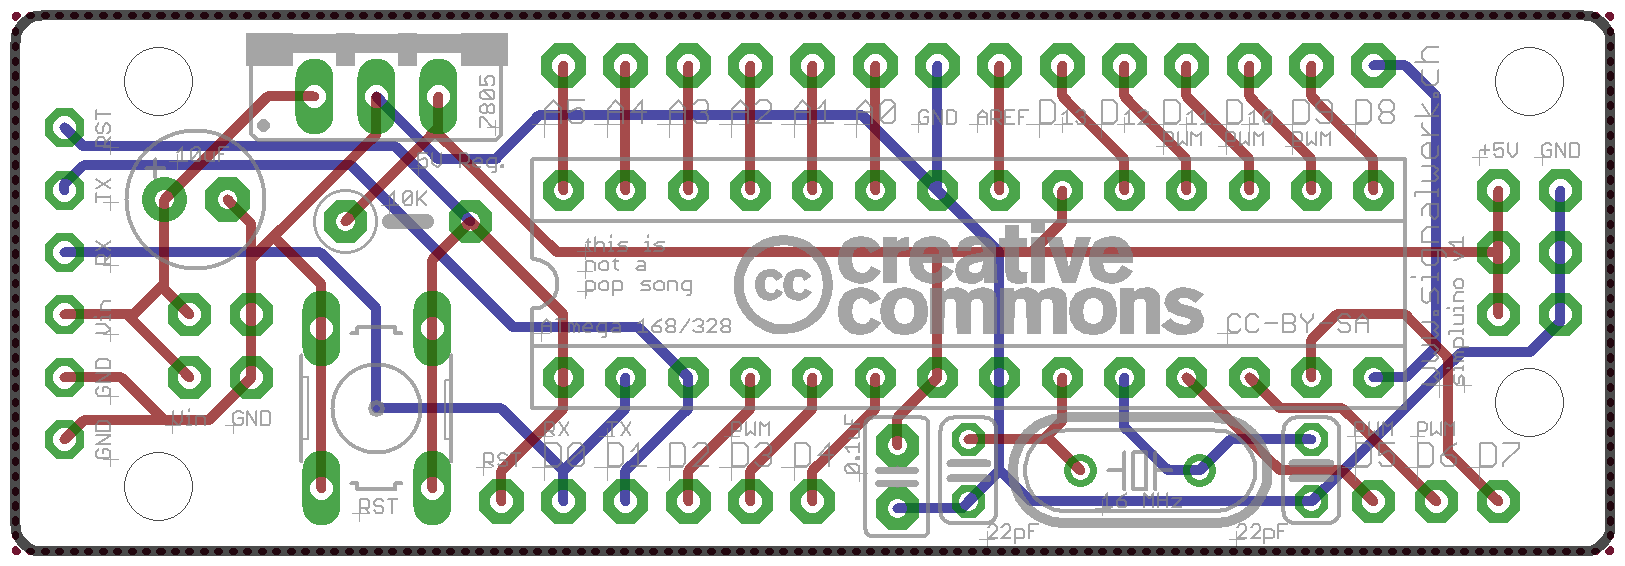 7805
A5 A4 A3 A2 A1 A0 GND AREF D13 D12 D11 D10 D9 D8
PWM PWM PWM
RST
10uF
+
5V Reg.
+5V GND
TX
10K
RX
this is
not a
pop song
cc creative
commons
www.signalwerk.ch
simpluino v1
Vin
ATmega 168/328
CC-BY-SA
GND
Vin GND
GND
RX TX PWM
0.1uF
PWM PWM
RST D0 D1 D2 D3 D4
D5 D6 D7
RST
16 MHz
22pF 22pF